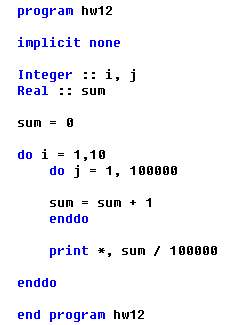 program hw12
implicit none
Integer :: i, j
Real :: sum
sum = 0
do i = 1,10
do j = 1, 100000
sum = sum + 1
enddo
print *, sum / 100000
enddo
end program hw12